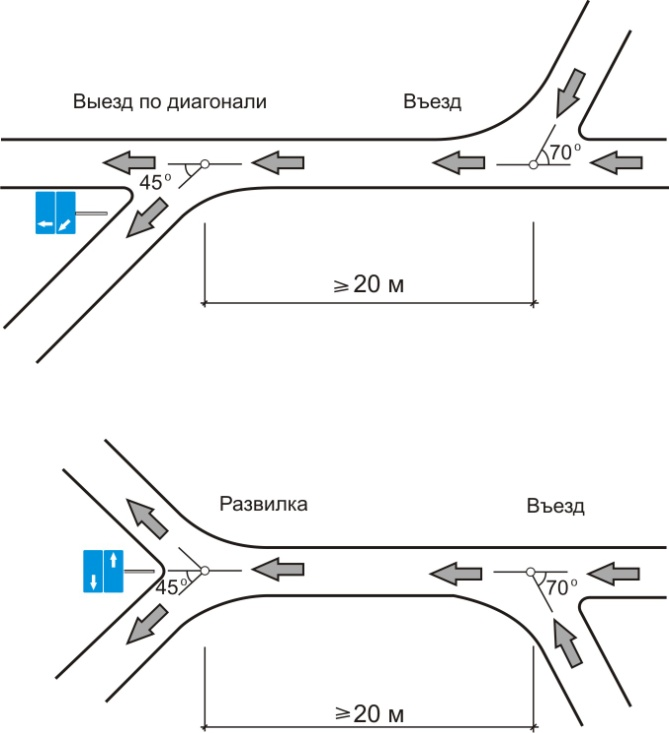 Выезд по диагонали
Въезд
45°
70°
⩾ 20 м
Развилка
Въезд
45°
70°
⩾ 20 м